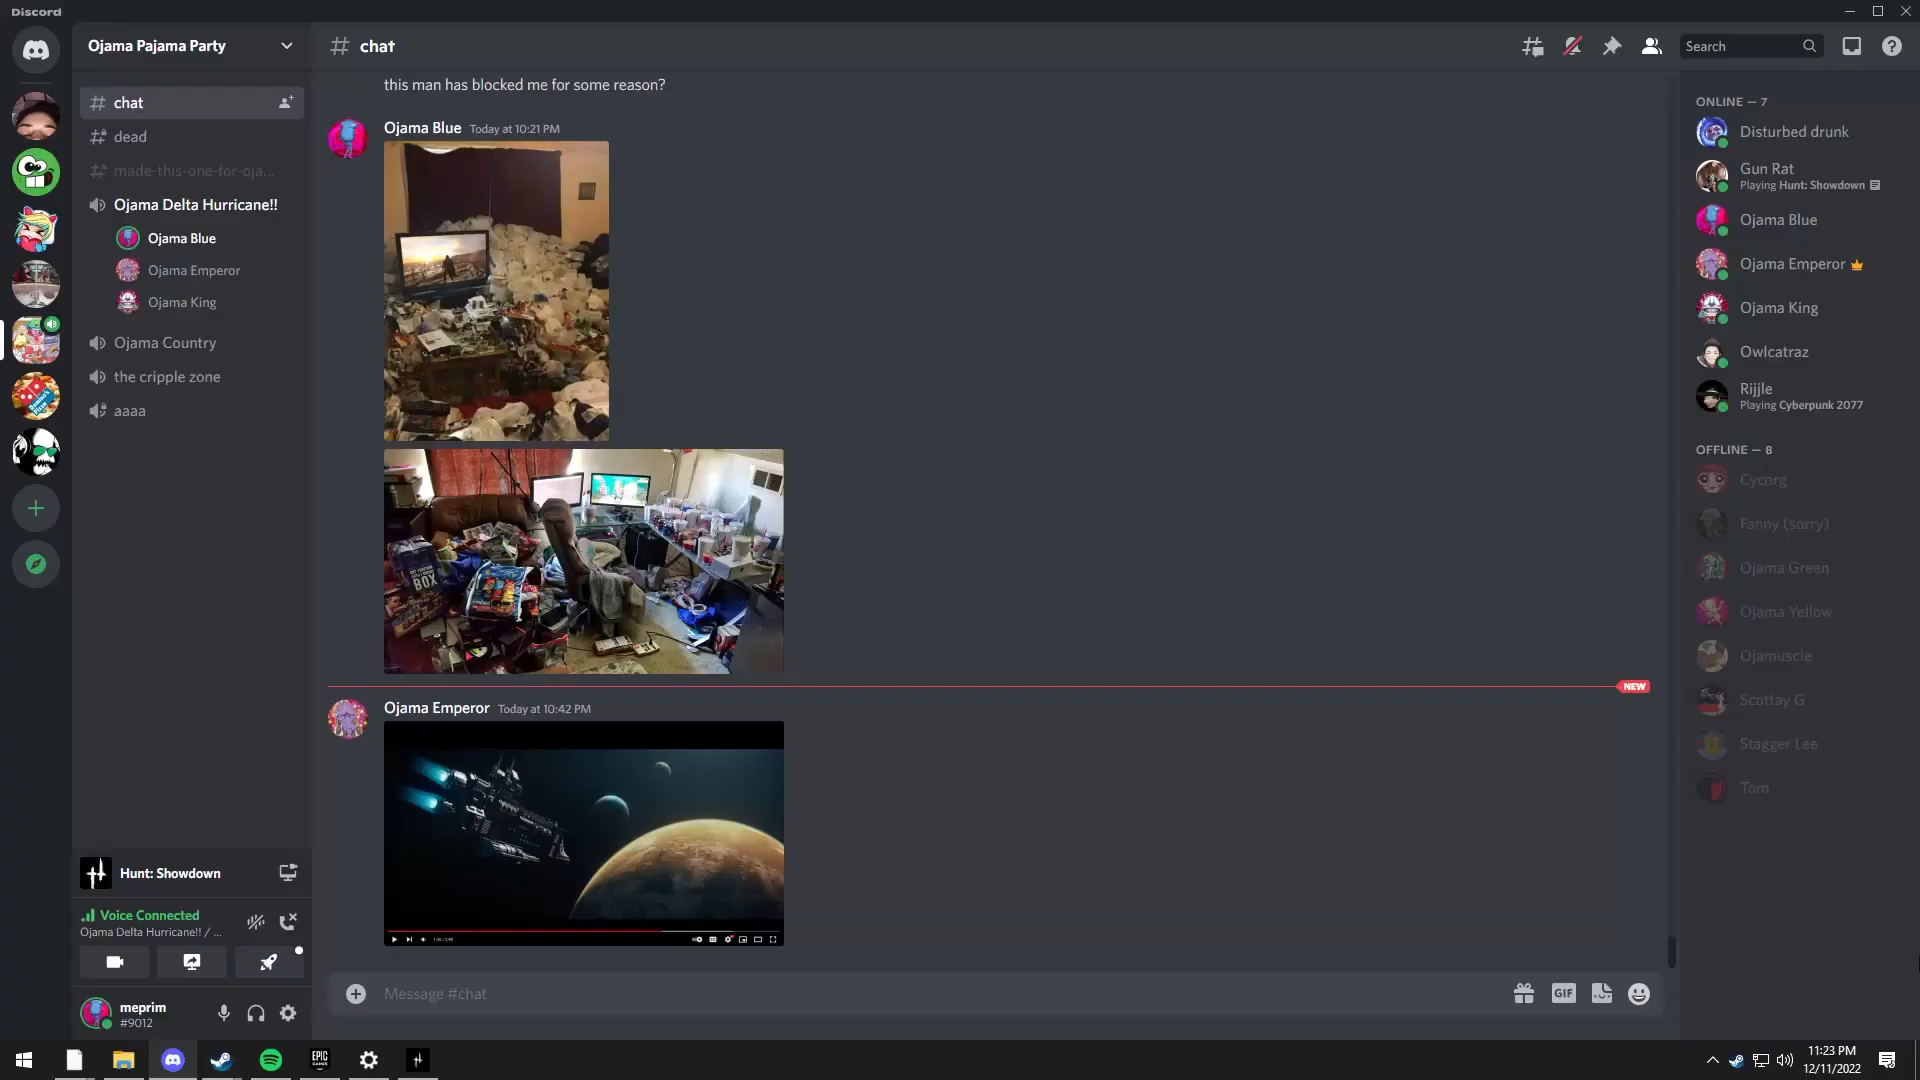 Discord
Ojama Pajama Party
chat
Search
chat
dead
made-this-one-for-oja...
Ojama Delta Hurricane!!
Ojama Blue
Ojama Emperor
Ojama King
Ojama Country
the cripple zone
aaaa
Hunt: Showdown
Voice Connected
Ojama Delta Hurricane!! / ...
meprim
#9012
this man has blocked me for some reason?
Ojama Blue Today at 10:21 PM
BOX
NEW
Ojama Emperor Today at 10:42 PM
Message #chat
GIF
ONLINE — 7
Disturbed drunk
Gun Rat
Playing Hunt: Showdown
Ojama Blue
Ojama Emperor
Ojama King
Owlcatraz
Rijjle
Playing Cyberpunk 2077
OFFLINE — 8
Cycorg
Fanny (sorry)
Ojama Green
Ojama Yellow
Ojamuscle
Scottay G
Stagger Lee
Tom
EPIC
GAMES
11:23 PM
12/11/2022